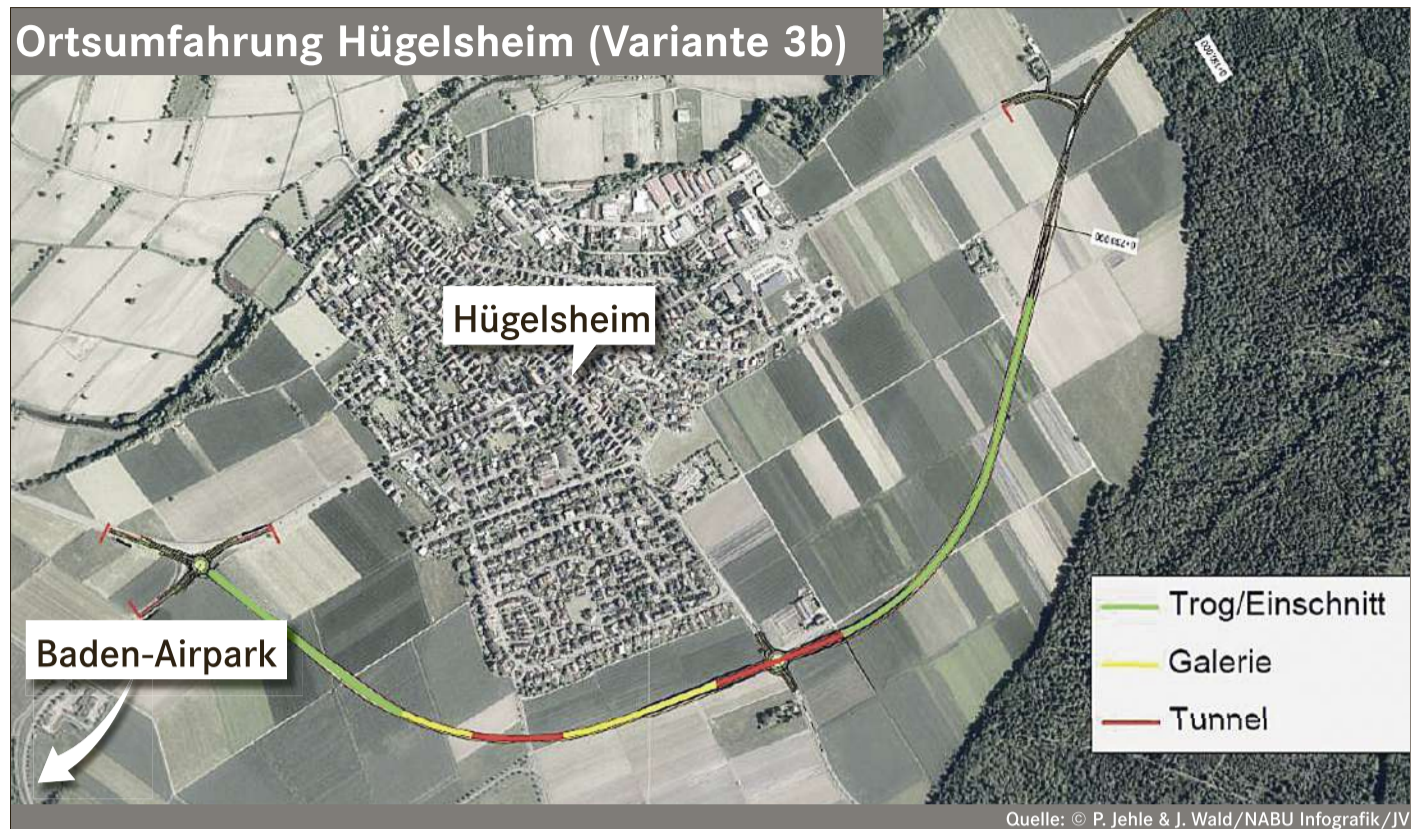 Ortsumfahrung Hügelsheim (Variante 3b)
Hügelsheim
Baden-Airpark
Trog/Einschnitt
Galerie
Tunnel
Quelle: © P. Jehle & J. Wald/NABU Infografik/JV